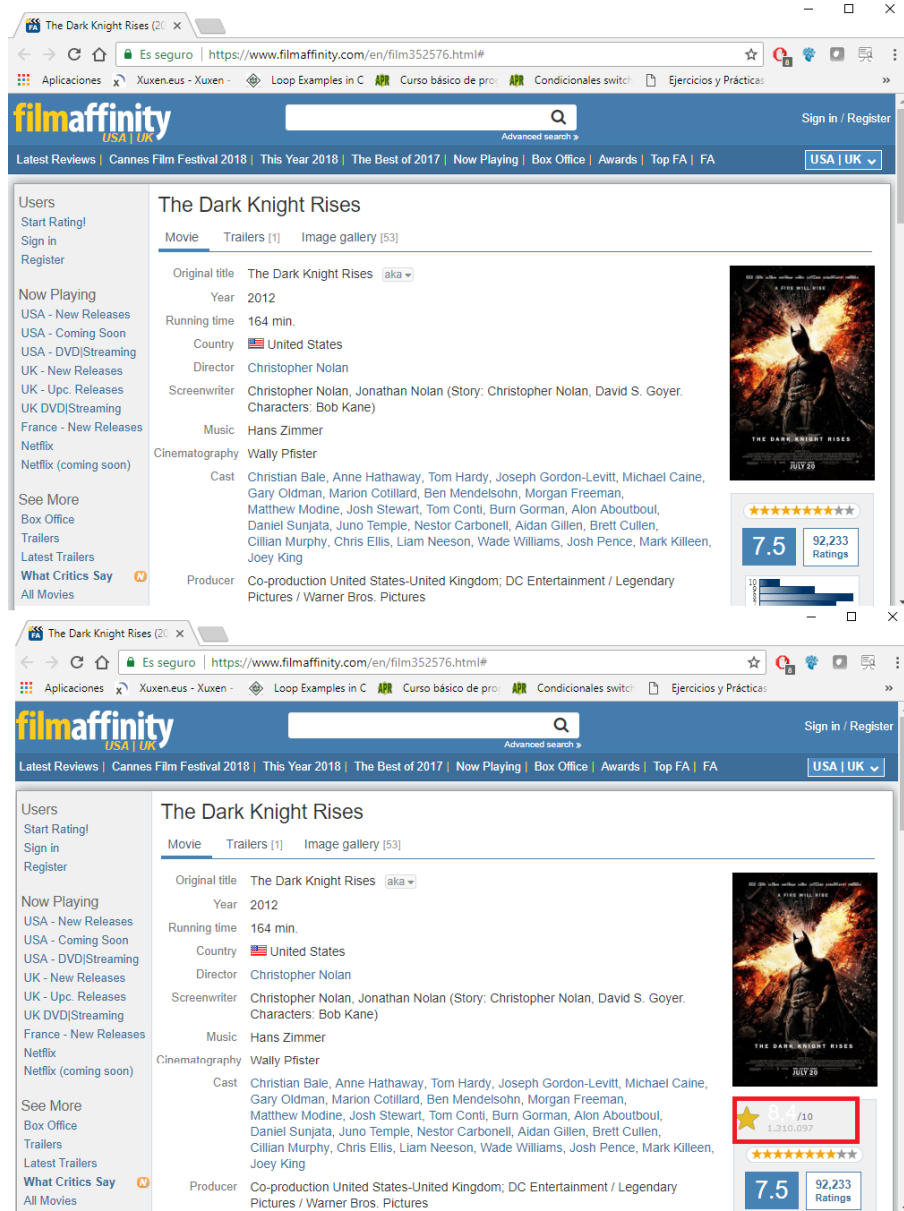 The Dark Knight Rises (20
Es seguro | https://www.filmaffinity.com/en/film352576.html#
8
Aplicaciones Xuxen.eus - Xuxen - Loop Examples in C APR Curso básico de pro APR Condicionales switch Ejercicios y Prácticas »
filmaffinity
USA | UK
Advanced search »
Sign in / Register
Latest Reviews | Cannes Film Festival 2018 | This Year 2018 | The Best of 2017 | Now Playing | Box Office | Awards | Top FA | FA USA | UK
Users
Start Rating!
Sign in
Register
Now Playing
USA - New Releases
USA - Coming Soon
USA - DVD|Streaming
UK - New Releases
UK - Upc. Releases
UK DVD|Streaming
France - New Releases
Netflix
Netflix (coming soon)
See More
Box Office
Trailers
Latest Trailers
What Critics Say N
All Movies
The Dark Knight Rises
Movie Trailers [1] Image gallery [53]
Original title The Dark Knight Rises aka
Year 2012
Running time 164 min.
Country United States
Director Christopher Nolan
Screenwriter Christopher Nolan, Jonathan Nolan (Story: Christopher Nolan, David S. Goyer.
Characters: Bob Kane)
Music Hans Zimmer
Cinematography Wally Pfister
Cast Christian Bale, Anne Hathaway, Tom Hardy, Joseph Gordon-Levitt, Michael Caine,
Gary Oldman, Marion Cotillard, Ben Mendelsohn, Morgan Freeman,
Matthew Modine, Josh Stewart, Tom Conti, Burn Gorman, Alon Aboutboul,
Daniel Sunjata, Juno Temple, Nestor Carbonell, Aidan Gillen, Brett Cullen,
Cillian Murphy, Chris Ellis, Liam Neeson, Wade Williams, Josh Pence, Mark Killeen,
Joey King
Producer Co-production United States-United Kingdom; DC Entertainment / Legendary
Pictures / Warner Bros. Pictures
A FIRE WILL RISE
THE DARK KNIGHT RISES
JULY 20
7.5
92,233
Ratings
10
The Dark Knight Rises (20
Es seguro | https://www.filmaffinity.com/en/film352576.html#
8
Aplicaciones Xuxen.eus - Xuxen - Loop Examples in C APR Curso básico de pro APR Condicionales switch Ejercicios y Prácticas »
filmaffinity
USA | UK
Advanced search »
Sign in / Register
Latest Reviews | Cannes Film Festival 2018 | This Year 2018 | The Best of 2017 | Now Playing | Box Office | Awards | Top FA | FA USA | UK
Users
Start Rating!
Sign in
Register
Now Playing
USA - New Releases
USA - Coming Soon
USA - DVD|Streaming
UK - New Releases
UK - Upc. Releases
UK DVD|Streaming
France - New Releases
Netflix
Netflix (coming soon)
See More
Box Office
Trailers
Latest Trailers
What Critics Say N
All Movies
The Dark Knight Rises
Movie Trailers [1] Image gallery [53]
Original title The Dark Knight Rises aka
Year 2012
Running time 164 min.
Country United States
Director Christopher Nolan
Screenwriter Christopher Nolan, Jonathan Nolan (Story: Christopher Nolan, David S. Goyer.
Characters: Bob Kane)
Music Hans Zimmer
Cinematography Wally Pfister
Cast Christian Bale, Anne Hathaway, Tom Hardy, Joseph Gordon-Levitt, Michael Caine,
Gary Oldman, Marion Cotillard, Ben Mendelsohn, Morgan Freeman,
Matthew Modine, Josh Stewart, Tom Conti, Burn Gorman, Alon Aboutboul,
Daniel Sunjata, Juno Temple, Nestor Carbonell, Aidan Gillen, Brett Cullen,
Cillian Murphy, Chris Ellis, Liam Neeson, Wade Williams, Josh Pence, Mark Killeen,
Joey King
Producer Co-production United States-United Kingdom; DC Entertainment / Legendary
Pictures / Warner Bros. Pictures
A FIRE WILL RISE
THE DARK KNIGHT RISES
JULY 20
8,4/10
1.310.097
7.5
92,233
Ratings